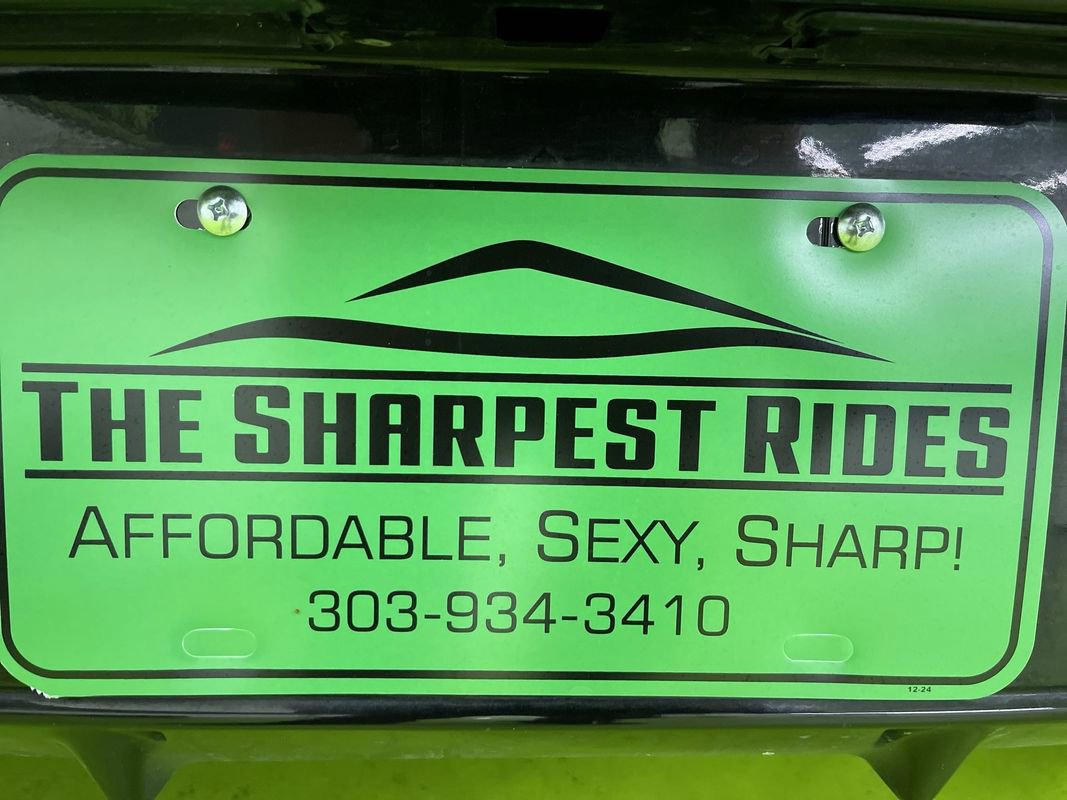 The Sharpest Rides
Affordable, Sexy, Sharp!
303-934-3410
12-24